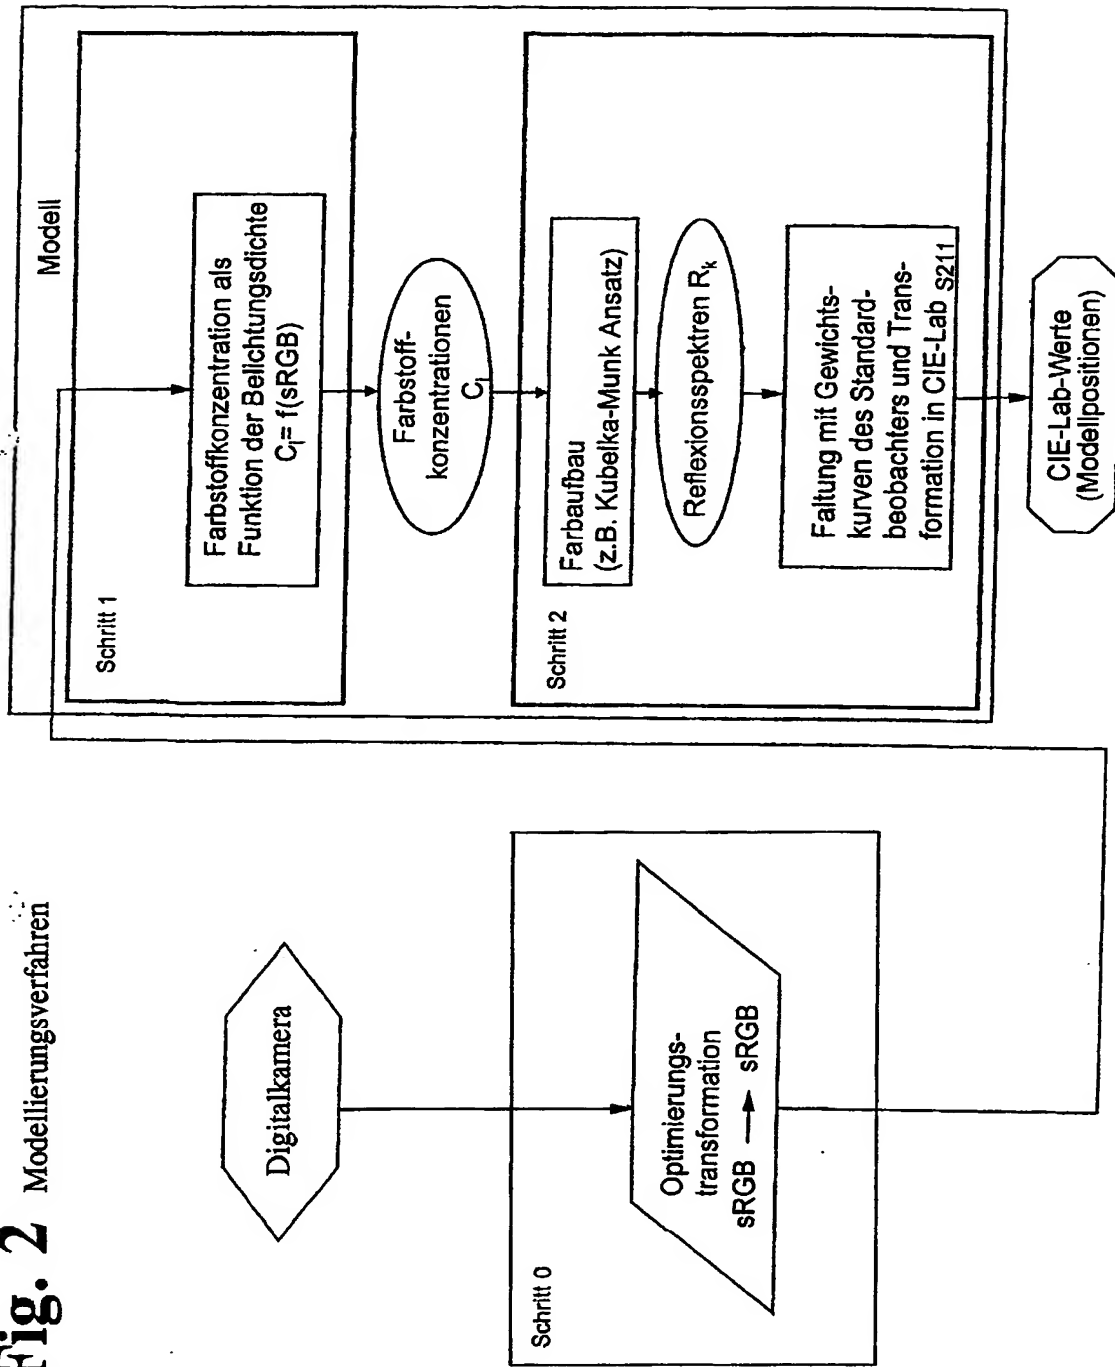 Fig. 2 Modellierungsverfahren
Digitalkamera
Schritt 0
Optimierungs-
transformation
sRGB → sRGB
Modell
Schritt 1
Farbstoffkonzentration als
Funktion der Belichtungsdichte
Ci= f(sRGB)
Farbstoff-
konzentrationen
Ci
Schritt 2
Farbaufbau
(z.B. Kubelka-Munk Ansatz)
Reflexionsspektren Rk
Faltung mit Gewichts-
kurven des Standard-
beobachters und Trans-
formation in CIE-Lab S211
CIE-Lab-Werte
(Modellpositionen)